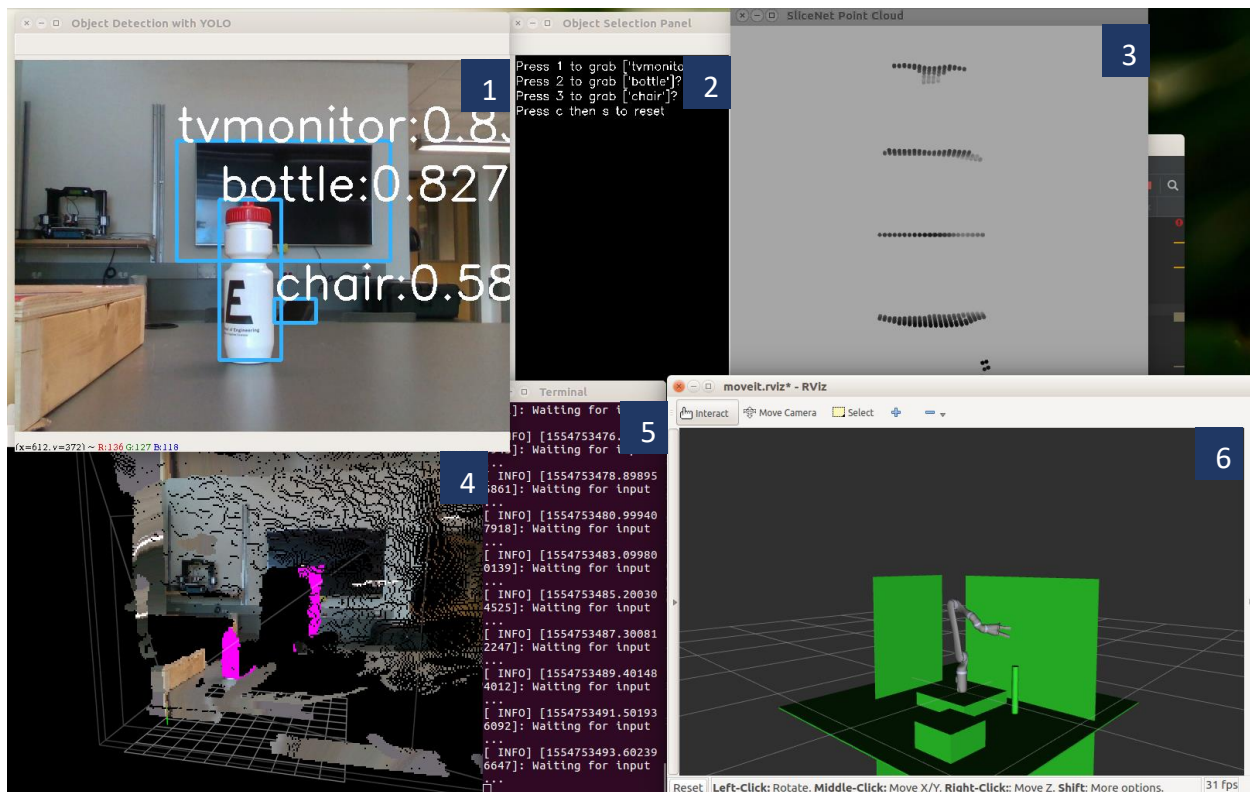 Object Detection with YOLO
1
tvmonitor:0.83
bottle:0.827
chair:0.58
E
of Engineering
(x=612, y=372) ~ R:136 G:127 B:118
Object Selection Panel
2
Press 1 to grab ['tvmonito
Press 2 to grab ['bottle']?
Press 3 to grab ['chair']?
Press c then s to reset
SliceNet Point Cloud
3
4
Terminal
5
]: Waiting for i
...
INFO] [1554753476.
]: Waiting for
...
[ INFO] [1554753478.89895
5861]: Waiting for input
...
[ INFO] [1554753480.99940
7918]: Waiting for input
...
[ INFO] [1554753483.09980
0139]: Waiting for input
...
[ INFO] [1554753485.20030
4525]: Waiting for input
...
[ INFO] [1554753487.30081
2247]: Waiting for input
...
[ INFO] [1554753489.40148
4012]: Waiting for input
...
[ INFO] [1554753491.50193
6092]: Waiting for input
...
[ INFO] [1554753493.60239
6647]: Waiting for input
...
moveit.rviz* - RViz
Interact Move Camera Select
6
Reset Left-Click: Rotate. Middle-Click: Move X/Y. Right-Click:: Move Z. Shift: More options. 31 fps